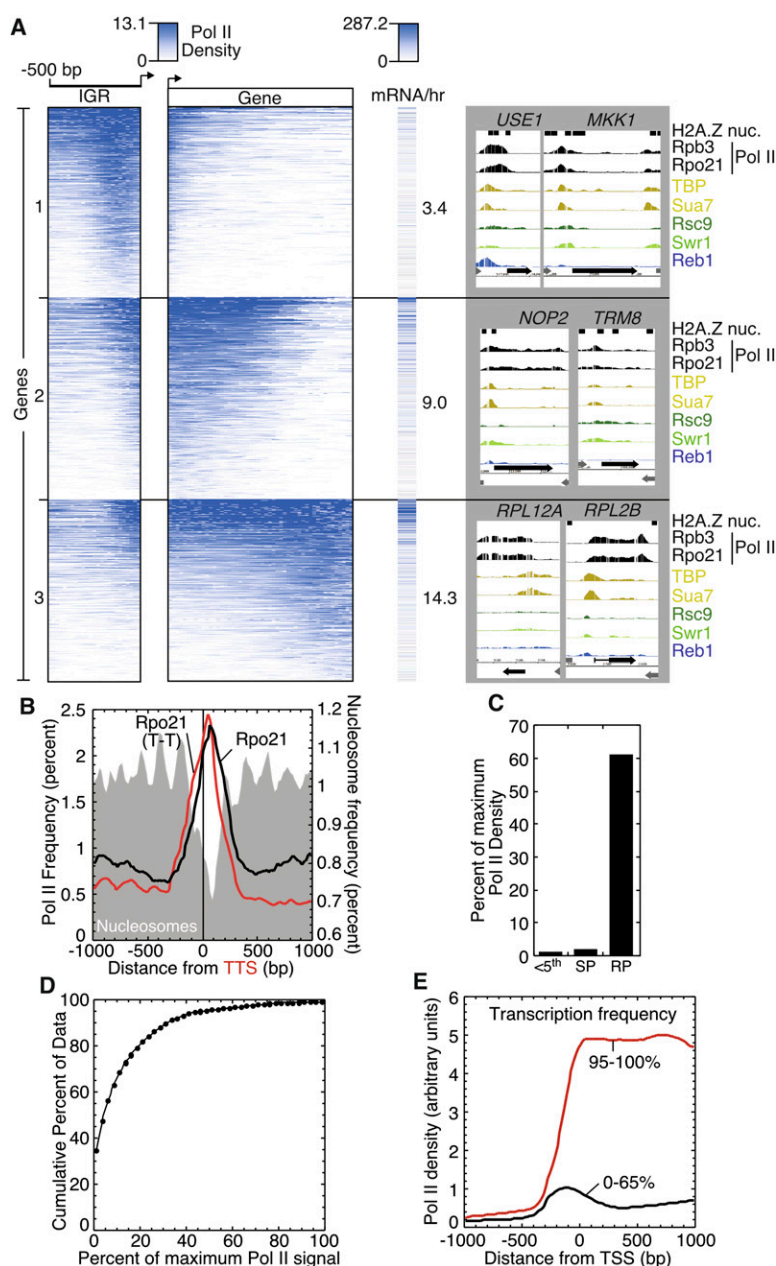 A
13.1
Pol II
Density
0
287.2
0
-500 bp
IGR
Gene
mRNA/hr
Genes
1
2
3
3.4
9.0
14.3
USE1 MKK1
H2A.Z nuc.
Rpb3
Rpo21
Pol II
TBP
Sua7
Rsc9
Swr1
Reb1
NOP2 TRM8
H2A.Z nuc.
Rpb3
Rpo21
Pol II
TBP
Sua7
Rsc9
Swr1
Reb1
RPL12A RPL2B
H2A.Z nuc.
Rpb3
Rpo21
Pol II
TBP
Sua7
Rsc9
Swr1
Reb1
B
Pol II Frequency (percent)
2.5
2
1.5
1
0.5
0
Rpo21
(T-T)
Rpo21
Nucleosomes
1.2
1.1
1
0.9
0.8
0.7
0.6
Nucleosome frequency
(percent)
-1000 -500 0 500 1000
Distance from TTS (bp)
C
Percent of maximum
Pol II Density
70
60
50
40
30
20
10
0
<5th SP RP
D
Cumulative Percent of Data
100
80
60
40
20
0
0 20 40 60 80 100
Percent of maximum Pol II signal
E
Pol II density (arbitrary units)
6
5
4
3
2
1
0
Transcription frequency
95-100%
0-65%
-1000 -500 0 500 1000
Distance from TSS (bp)